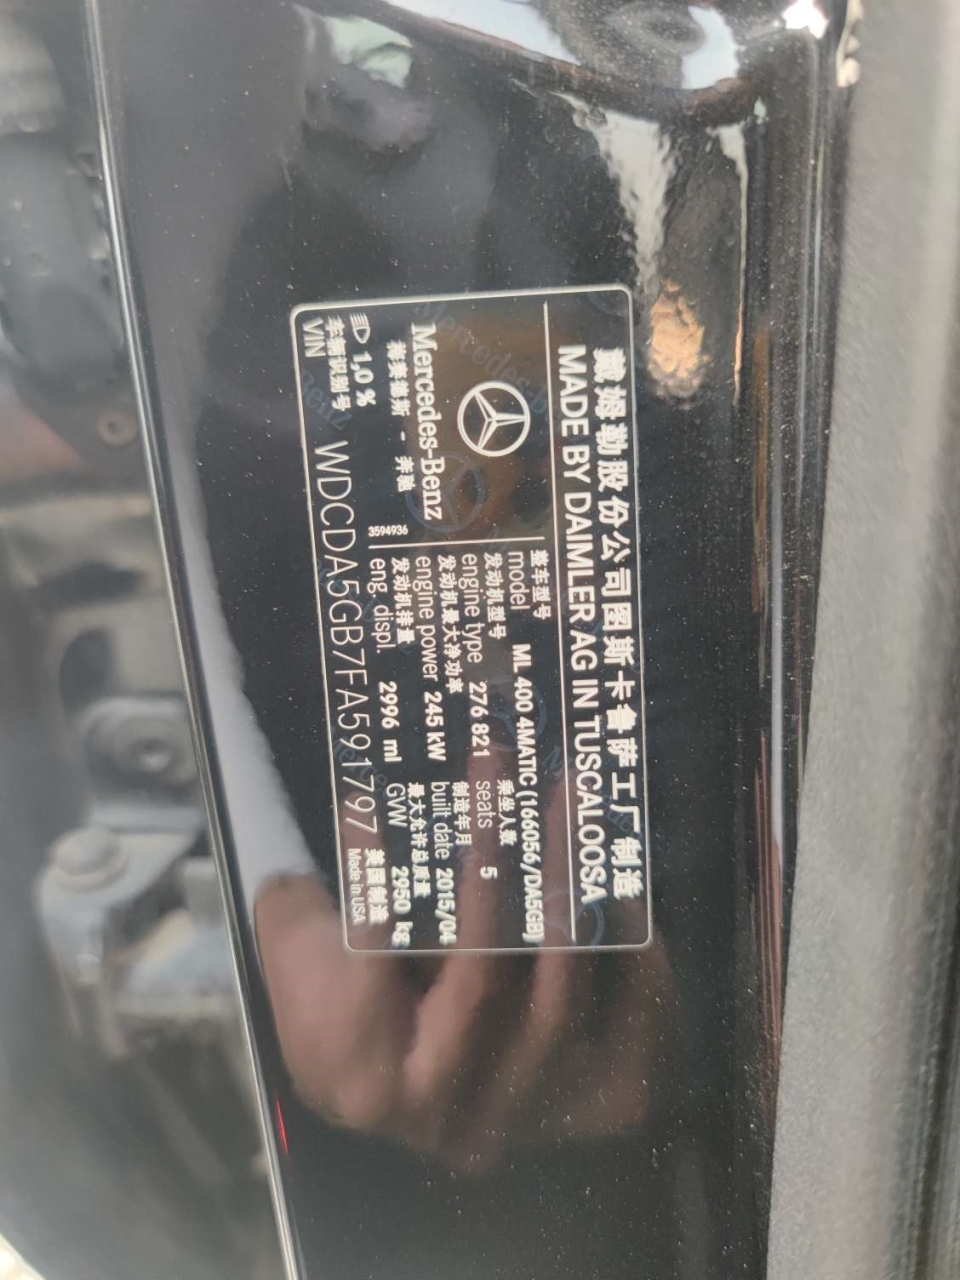 戴姆勒股份公司图斯卡鲁萨工厂制造
MADE BY DAIMLER AG IN TUSCALOOSA
Mercedes-Benz
梅赛德斯 - 奔驰
整车型号
model ML 400 4MATIC (166056/DA5GB)
发动机型号 乘坐人数
engine type 276 821 seats 5
发动机最大净功率 制造年月
engine power 245 kW built date 2015/04
发动机排量 最大允许总质量
eng. displ. 2996 ml GVW 2950 kg
3594936
1,0 %
车辆识别号 美国制造
VIN WDCDA5GB7FA591797 Made in USA